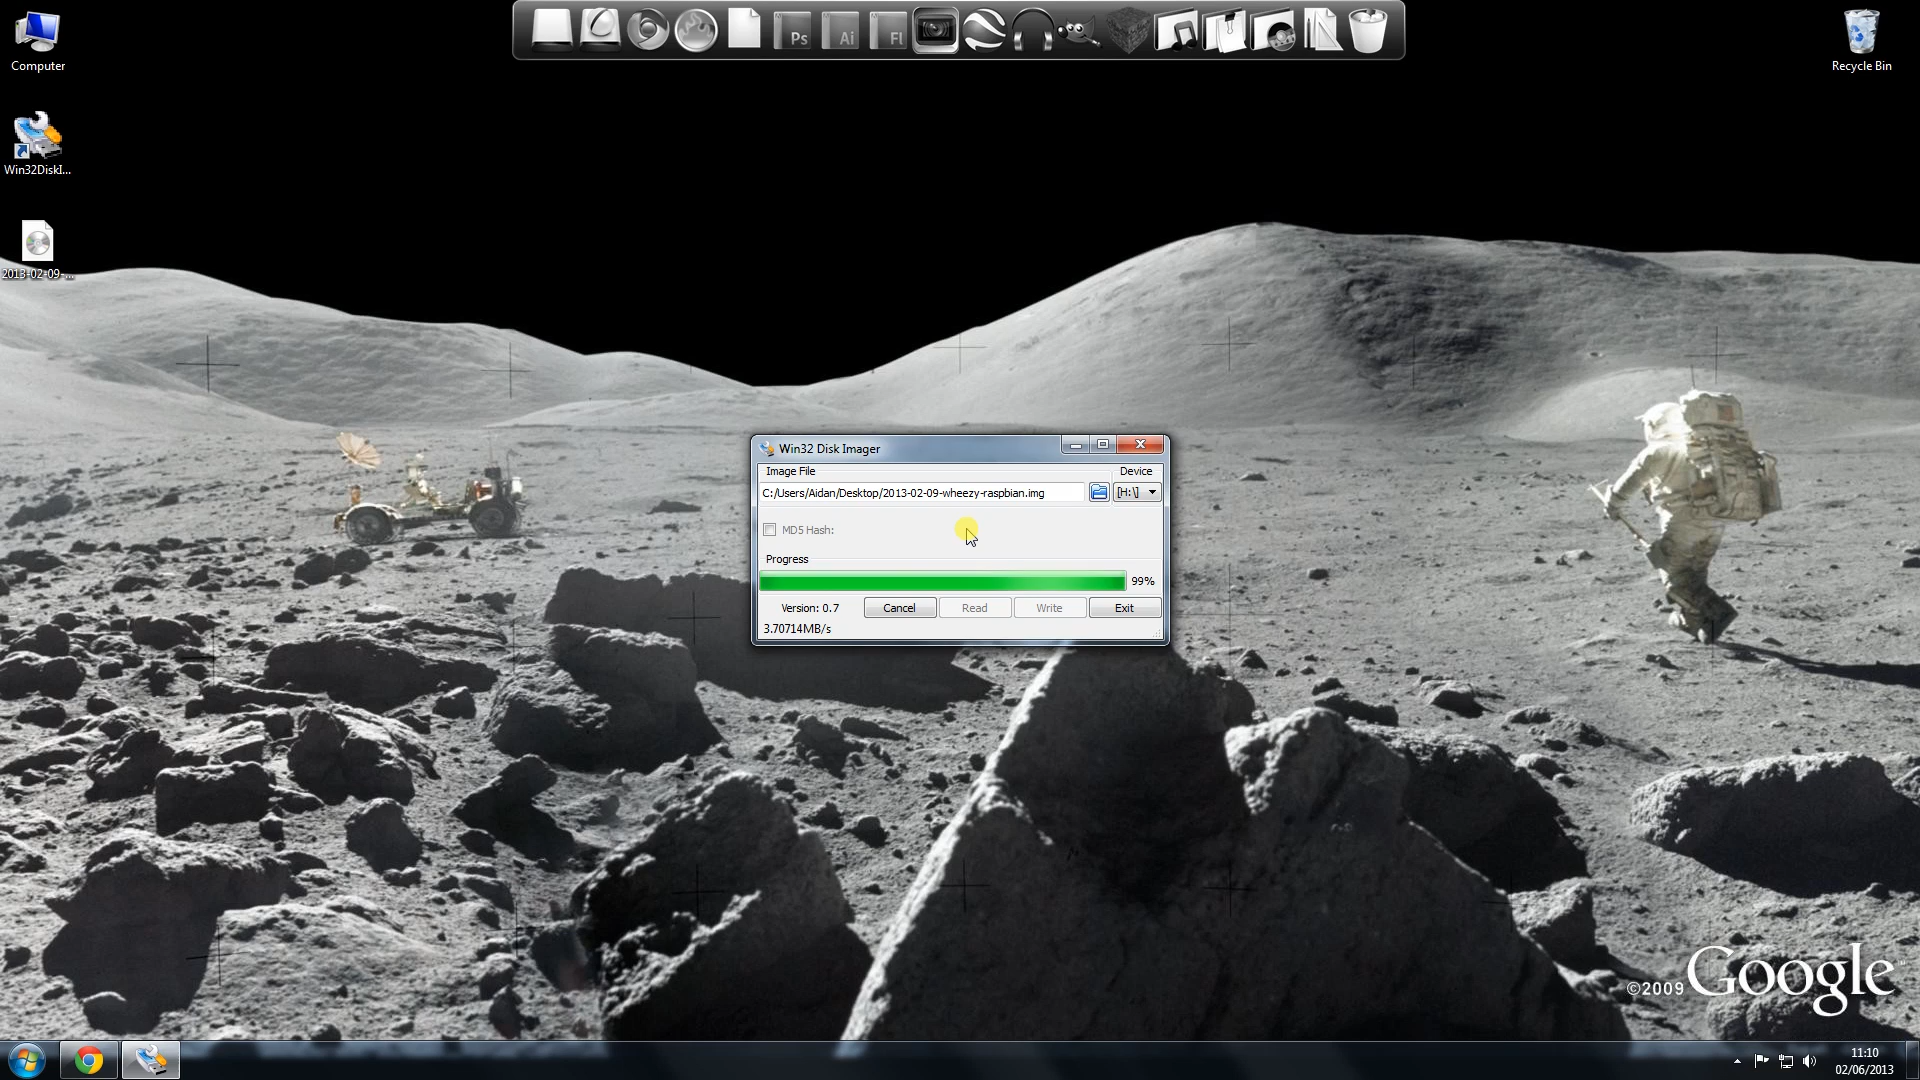 Computer
Ps
Ai
Fl
Recycle Bin
Win32DiskI...
2013-02-09-...
Win32 Disk Imager
Image File
Device
C:/Users/Aidan/Desktop/2013-02-09-wheezy-raspbian.img
[H:\]
MD5 Hash:
Progress
99%
Version: 0.7
Cancel
Read
Write
Exit
3.70714MB/s
©2009 Google
11:10
02/06/2013